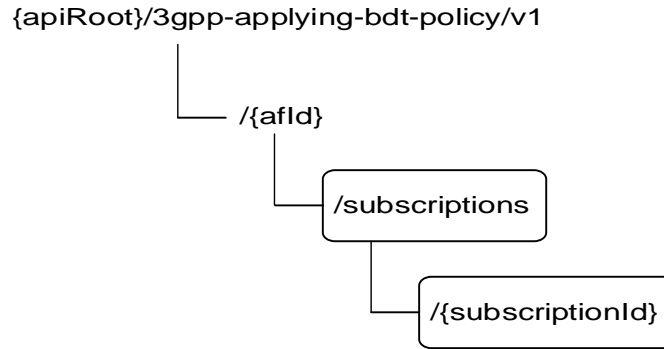 {apiRoot}/3gpp-applying-bdt-policy/v1
/{afId}
/subscriptions
/{subscriptionId}